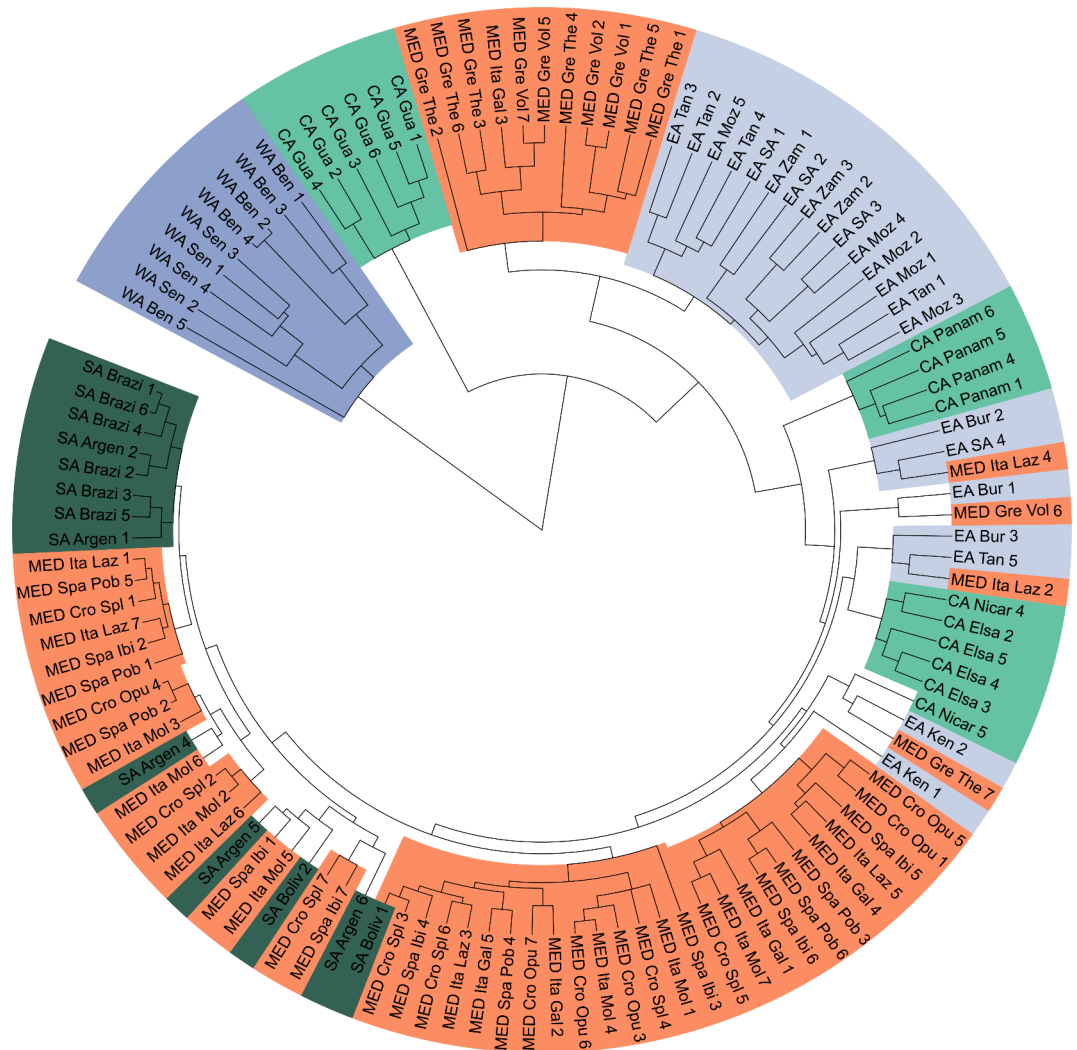 WA Ben 5
WA Sen 2
WA Sen 4
WA Sen 1
WA Sen 3
WA Ben 4
WA Ben 2
WA Ben 3
WA Ben 1
CA Gua 4
CA Gua 2
CA Gua 3
CA Gua 6
CA Gua 5
CA Gua 1
MED Gre The 2
MED Gre The 6
MED Gre The 3
MED Ita Gal 3
MED Gre Vol 7
MED Gre Vol 5
MED Gre The 4
MED Gre Vol 2
MED Gre Vol 1
MED Gre The 5
MED Gre The 1
EA Tan 3
EA Tan 2
EA Moz 5
EA Tan 4
EA SA 1
EA Zam 1
EA SA 2
EA Zam 3
EA Zam 2
EA SA 3
EA Moz 4
EA Moz 2
EA Moz 1
EA Tan 1
EA Moz 3
CA Panam 6
CA Panam 5
CA Panam 4
CA Panam 1
EA Bur 2
EA SA 4
MED Ita Laz 4
EA Bur 1
MED Gre Vol 6
EA Bur 3
EA Tan 5
MED Ita Laz 2
CA Nicar 4
CA Elsa 2
CA Elsa 5
CA Elsa 4
CA Elsa 3
CA Nicar 5
EA Ken 2
MED Gre The 7
EA Ken 1
MED Cro Opu 5
MED Cro Opu 1
MED Spa Ibi 5
MED Ita Laz 5
MED Ita Gal 4
MED Spa Pob 3
MED Spa Pob 6
MED Spa Ibi 6
MED Ita Gal 1
MED Ita Mol 7
MED Cro Spl 5
MED Spa Ibi 3
MED Ita Mol 1
MED Cro Spl 4
MED Cro Opu 3
MED Ita Mol 4
MED Cro Opu 6
MED Ita Gal 2
MED Cro Opu 7
MED Spa Pob 4
MED Ita Gal 5
MED Ita Laz 3
MED Cro Spl 6
MED Spa Ibi 4
MED Cro Spl 3
SA Boliv 1
SA Argen 6
MED Spa Ibi 7
MED Cro Spl 7
SA Boliv 2
MED Ita Mol 5
MED Spa Ibi 1
SA Argen 5
MED Ita Laz 6
MED Ita Mol 2
MED Cro Spl 2
MED Ita Mol 6
SA Argen 4
MED Ita Mol 3
MED Spa Pob 2
MED Cro Opu 4
MED Spa Pob 1
MED Spa Ibi 2
MED Ita Laz 7
MED Cro Spl 1
MED Spa Pob 5
MED Ita Laz 1
SA Argen 1
SA Brazi 5
SA Brazi 3
SA Brazi 2
SA Argen 2
SA Brazi 4
SA Brazi 6
SA Brazi 1